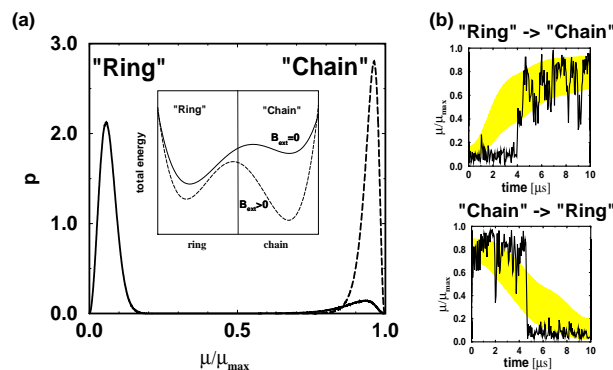 (a)
3.0
2.0
1.0
0.0
p
"Ring"
"Chain"
total energy
"Ring"
"Chain"
B_ext=0
B_ext>0
ring
chain
0.0
0.5
1.0
μ/μ_max
(b)
"Ring" -> "Chain"
1.0
0.8
0.6
0.4
0.2
0.0
μ/μ_max
0 2 4 6 8 10
time [μs]
"Chain" -> "Ring"
1.0
0.8
0.6
0.4
0.2
0.0
μ/μ_max
0 2 4 6 8 10
time [μs]